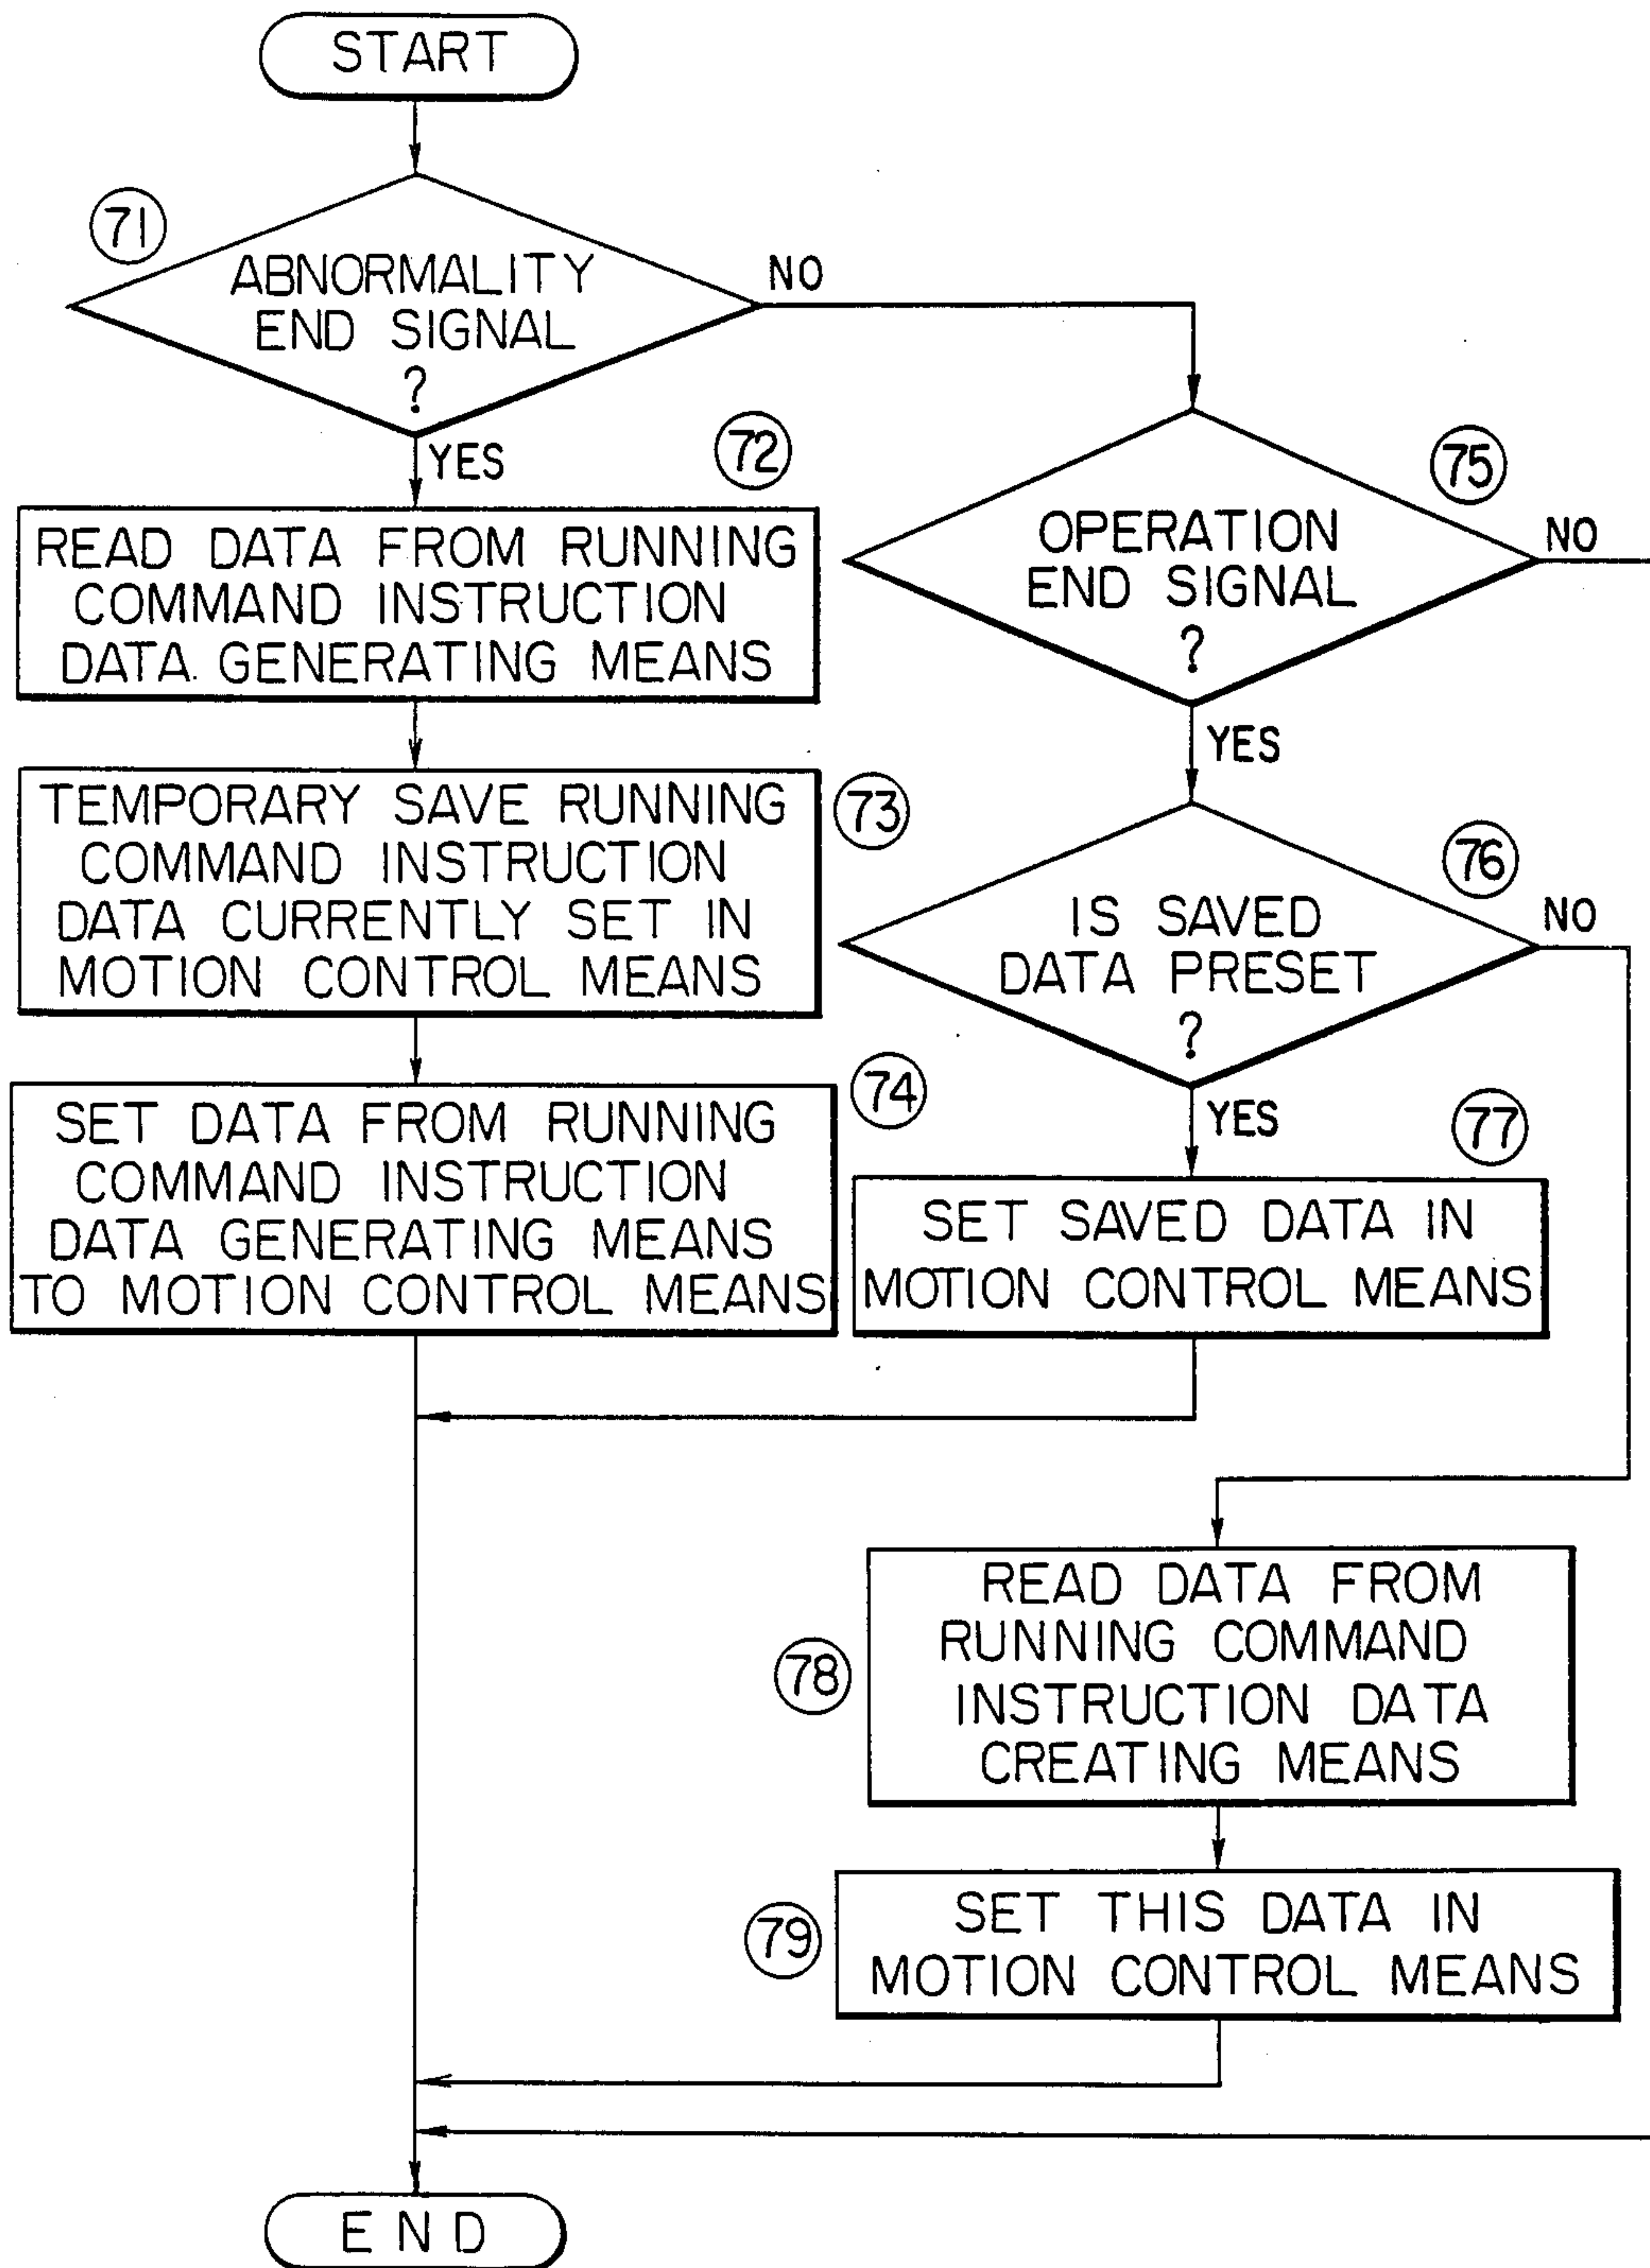 START
71
ABNORMALITY
END SIGNAL
?
NO
YES
72
READ DATA FROM RUNNING
COMMAND INSTRUCTION
DATA GENERATING MEANS
73
TEMPORARY SAVE RUNNING
COMMAND INSTRUCTION
DATA CURRENTLY SET IN
MOTION CONTROL MEANS
74
SET DATA FROM RUNNING
COMMAND INSTRUCTION
DATA GENERATING MEANS
TO MOTION CONTROL MEANS
75
OPERATION
END SIGNAL
?
NO
YES
76
IS SAVED
DATA PRESET
?
NO
YES
77
SET SAVED DATA IN
MOTION CONTROL MEANS
78
READ DATA FROM
RUNNING COMMAND
INSTRUCTION DATA
CREATING MEANS
79
SET THIS DATA IN
MOTION CONTROL MEANS
END